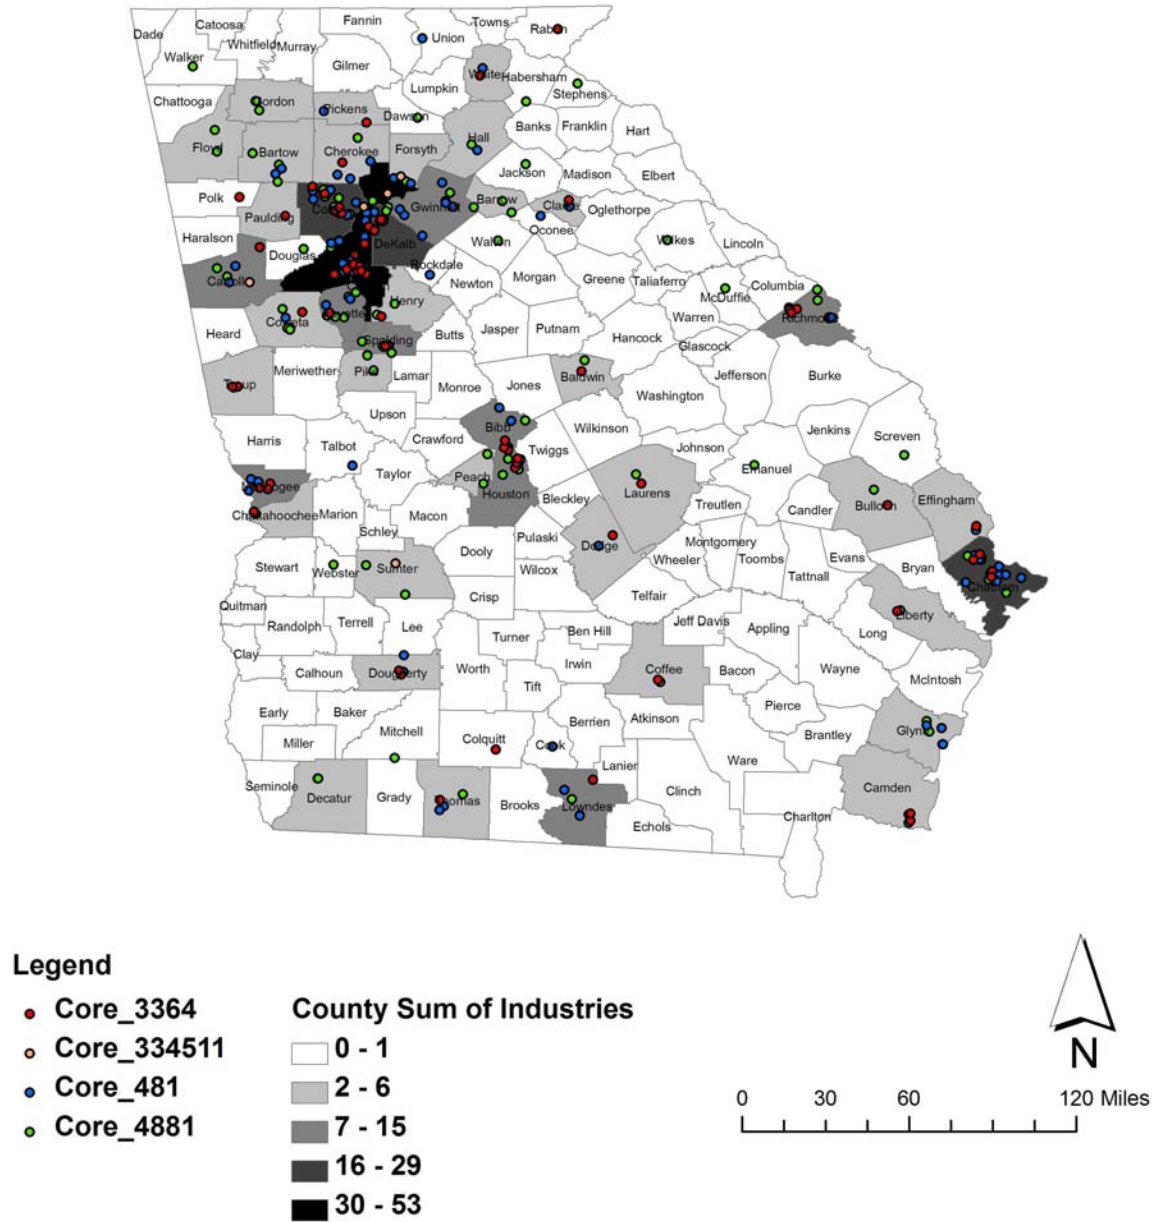 Dade
Catoosa
Fannin
Towns
Rabun
Union
Whitfield
Murray
Walker
Gilmer
White
Habersham
Lumpkin
Stephens
Chattooga
Gordon
Pickens
Dawson
Banks
Franklin
Hart
Hall
Floyd
Bartow
Cherokee
Forsyth
Jackson
Madison
Elbert
Polk
Barrow
Clarke
Gwinnett
Oglethorpe
Paulding
Oconee
Haralson
DeKalb
Walton
Wilkes
Lincoln
Douglas
Rockdale
Newton
Morgan
Greene
Taliaferro
Columbia
McDuffie
Carroll
Henry
Warren
Richmond
Coweta
Heard
Butts
Jasper
Putnam
Hancock
Spalding
Glascock
Troup
Meriwether
Pike
Lamar
Monroe
Jones
Baldwin
Jefferson
Burke
Washington
Upson
Bibb
Wilkinson
Jenkins
Screven
Harris
Talbot
Crawford
Twiggs
Johnson
Emanuel
Taylor
Peach
Houston
Laurens
Bleckley
Treutlen
Candler
Bulloch
Effingham
Chattahoochee
Marion
Macon
Schley
Pulaski
Dodge
Montgomery
Wheeler
Toombs
Evans
Stewart
Webster
Sumter
Dooly
Wilcox
Tattnall
Bryan
Chatham
Quitman
Crisp
Telfair
Liberty
Randolph
Terrell
Lee
Turner
Ben Hill
Jeff Davis
Appling
Long
Clay
Calhoun
Dougherty
Worth
Irwin
Coffee
Bacon
Wayne
McIntosh
Tift
Early
Baker
Pierce
Mitchell
Berrien
Atkinson
Brantley
Glynn
Miller
Colquitt
Cook
Ware
Lanier
Seminole
Decatur
Grady
Thomas
Brooks
Lowndes
Clinch
Camden
Charlton
Echols
Legend
Core_3364
Core_334511
Core_481
Core_4881
County Sum of Industries
0 - 1
2 - 6
7 - 15
16 - 29
30 - 53
N
0 30 60 120 Miles